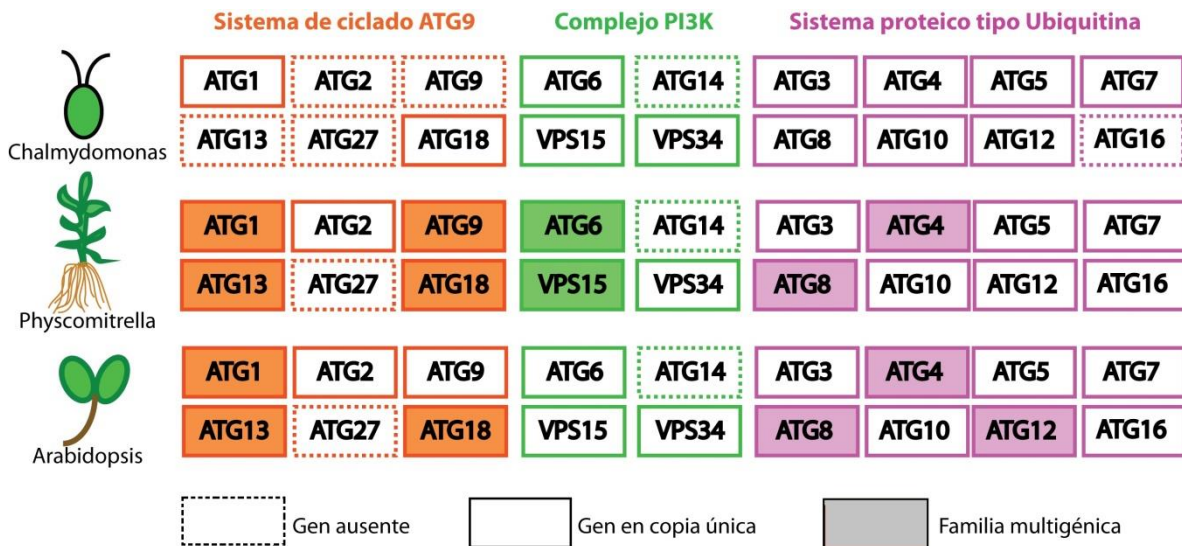 Sistema de ciclado ATG9 Complejo PI3K Sistema proteico tipo Ubiquitina
ATG1 ATG2 ATG9 ATG6 ATG14 ATG3 ATG4 ATG5 ATG7
ATG13 ATG27 ATG18 VPS15 VPS34 ATG8 ATG10 ATG12 ATG16
Chalmydomonas
ATG1 ATG2 ATG9 ATG6 ATG14 ATG3 ATG4 ATG5 ATG7
ATG13 ATG27 ATG18 VPS15 VPS34 ATG8 ATG10 ATG12 ATG16
Physcomitrella
ATG1 ATG2 ATG9 ATG6 ATG14 ATG3 ATG4 ATG5 ATG7
ATG13 ATG27 ATG18 VPS15 VPS34 ATG8 ATG10 ATG12 ATG16
Arabidopsis
Gen ausente Gen en copia única Familia multigénica